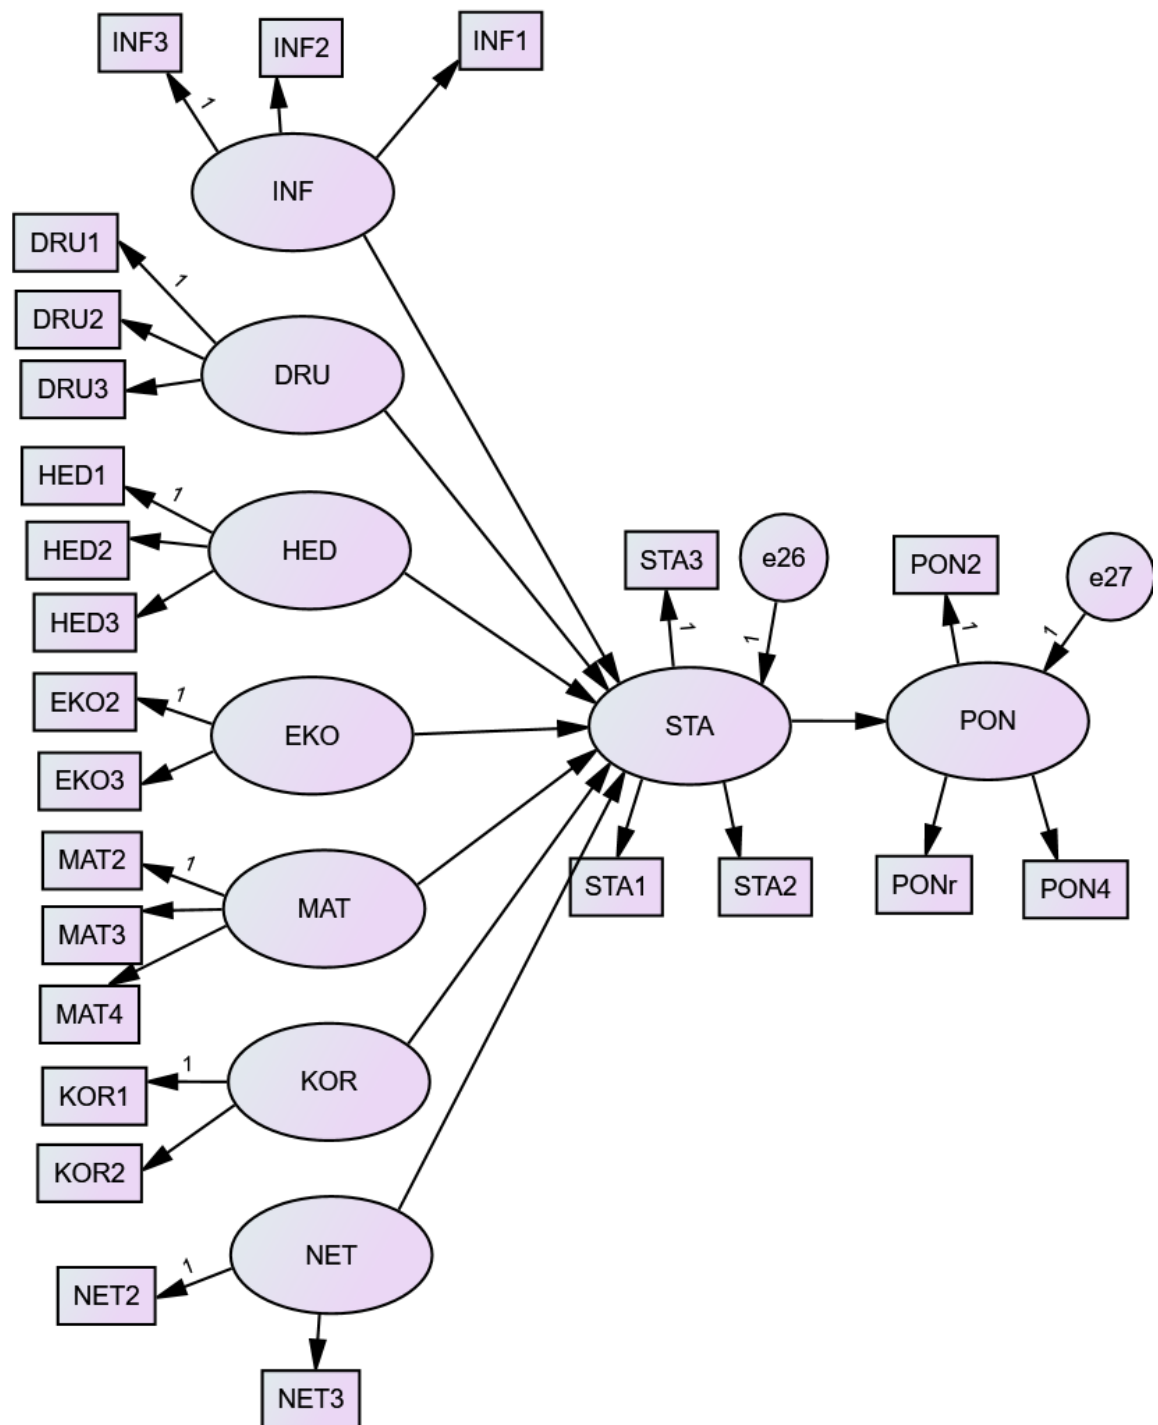 INF3
INF2
INF1
1
INF
DRU1
1
DRU2
DRU3
DRU
HED1
1
HED2
HED3
HED
EKO2
1
EKO3
EKO
MAT2
1
MAT3
MAT4
MAT
KOR1
1
KOR2
KOR
NET2
1
NET3
NET
STA3
1
e26
1
STA
STA1
STA2
PON2
1
e27
1
PON
PONr
PON4